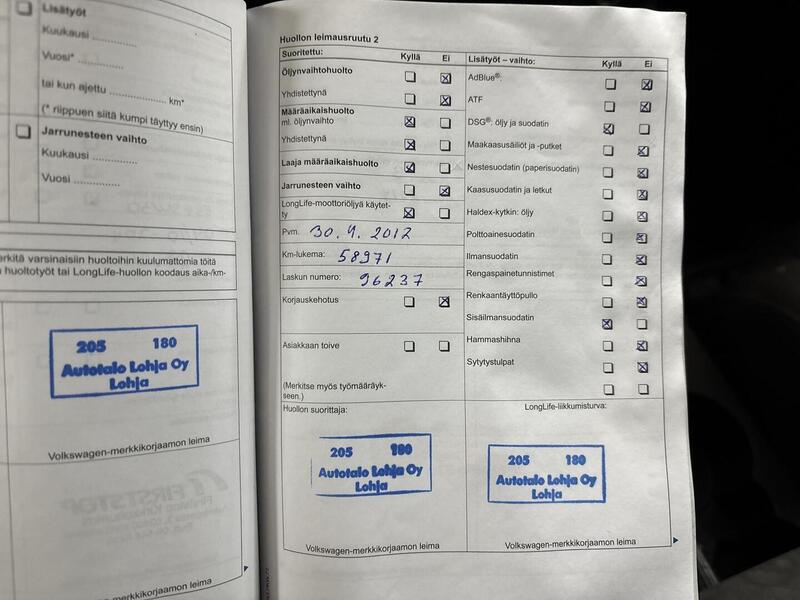 Lisätyöt
Kuukausi ............
Vuosi* ............
tai kun ajettu ..................... km*
(* riippuen siitä kumpi täyttyy ensin)
Jarrunesteen vaihto
Kuukausi ............
Vuosi ............
erkitä varsinaisiin huoltoihin kuulumattomia töitä
huoltotyöt tai LongLife-huollon koodaus aika-/km-
205 180
Autotalo Lohja Oy
Lohja
Volkswagen-merkkikorjaamon leima
FIRSTSTOP
Volkswagen-merkkikorjaamon leima
Huollon leimausruutu 2
Suoritettu: Kyllä Ei
Öljynvaihtohuolto
Yhdistettynä
Määräaikaishuolto
ml. öljynvaihto
Yhdistettynä
Laaja määräaikaishuolto
Jarrunesteen vaihto
LongLife-moottoriöljyä käytet-
ty
Pvm. 30.4.2012
Km-lukema: 58971
Laskun numero: 96237
Korjauskehotus
Asiakkaan toive
(Merkitse myös työmääräyk-
seen.)
Huollon suorittaja:
205 180
Autotalo Lohja Oy
Lohja
Volkswagen-merkkikorjaamon leima
Lisätyöt – vaihto: Kyllä Ei
AdBlue®:
ATF
DSG®: öljy ja suodatin
Maakaasusäiliöt ja -putket
Nestesuodatin (paperisuodatin)
Kaasusuodatin ja letkut
Haldex-kytkin: öljy
Polttoainesuodatin
Ilmansuodatin
Rengaspainetunnistimet
Renkaantäyttöpullo
Sisäilmansuodatin
Hammashihna
Sytytystulpat
LongLife-liikkumisturva:
205 180
Autotalo Lohja Oy
Lohja
Volkswagen-merkkikorjaamon leima